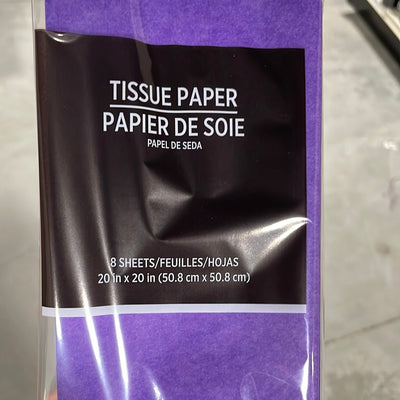 TISSUE PAPER
PAPIER DE SOIE
PAPEL DE SEDA
8 SHEETS/FEUILLES/HOJAS
20 in x 20 in (50.8 cm x 50.8 cm)